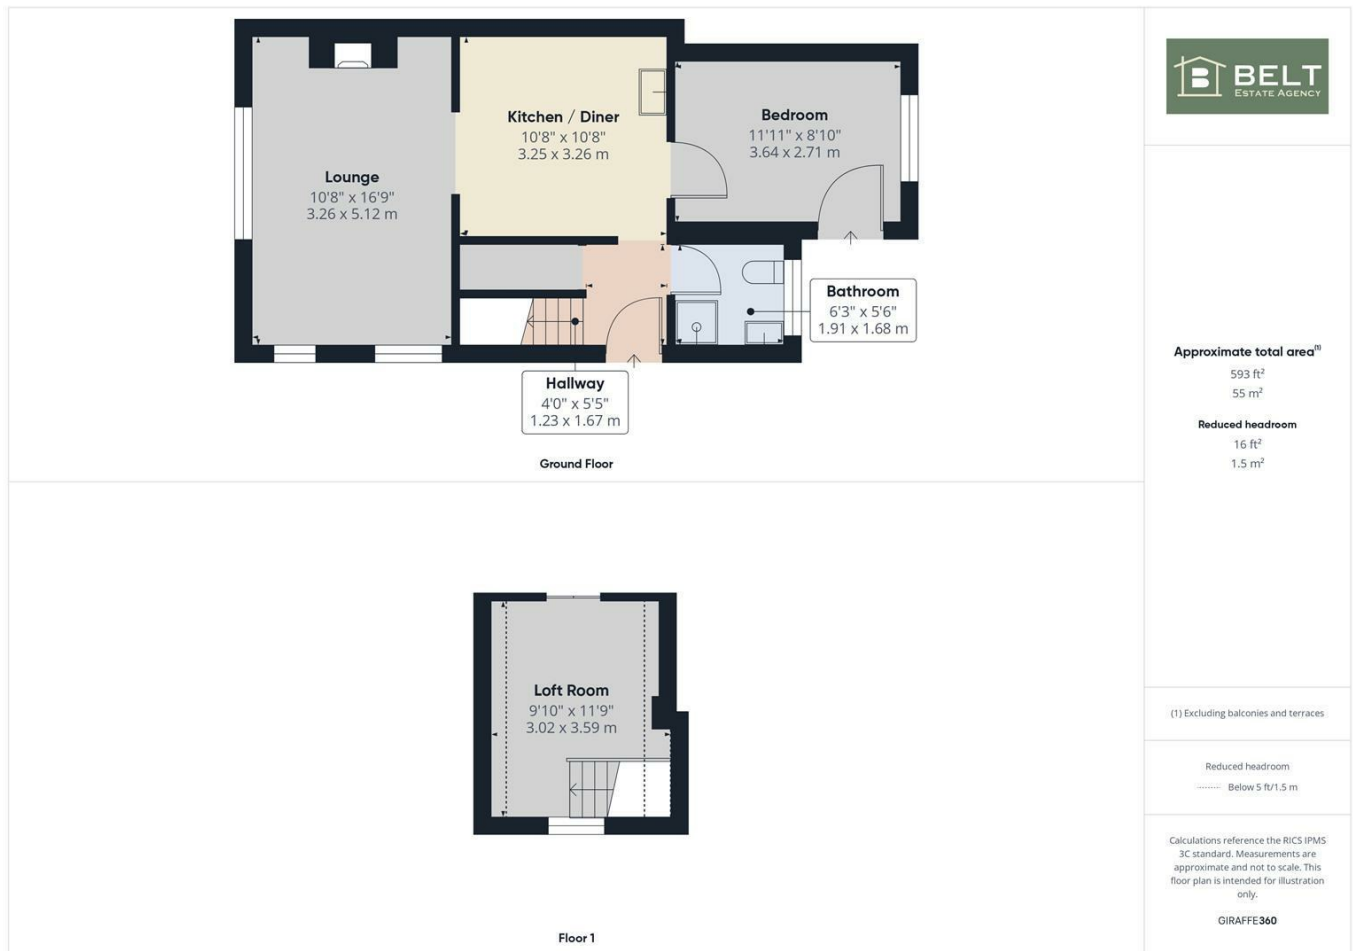 Lounge
10'8" x 16'9"
3.26 x 5.12 m
Kitchen / Diner
10'8" x 10'8"
3.25 x 3.26 m
Bedroom
11'11" x 8'10"
3.64 x 2.71 m
Bathroom
6'3" x 5'6"
1.91 x 1.68 m
Hallway
4'0" x 5'5"
1.23 x 1.67 m
Ground Floor
Loft Room
9'10" x 11'9"
3.02 x 3.59 m
Floor 1
B BELT
ESTATE AGENCY
Approximate total area(1)
593 ft²
55 m²
Reduced headroom
16 ft²
1.5 m²
(1) Excluding balconies and terraces
Reduced headroom
Below 5 ft/1.5 m
Calculations reference the RICS IPMS
3C standard. Measurements are
approximate and not to scale. This
floor plan is intended for illustration
only.
GIRAFFE360